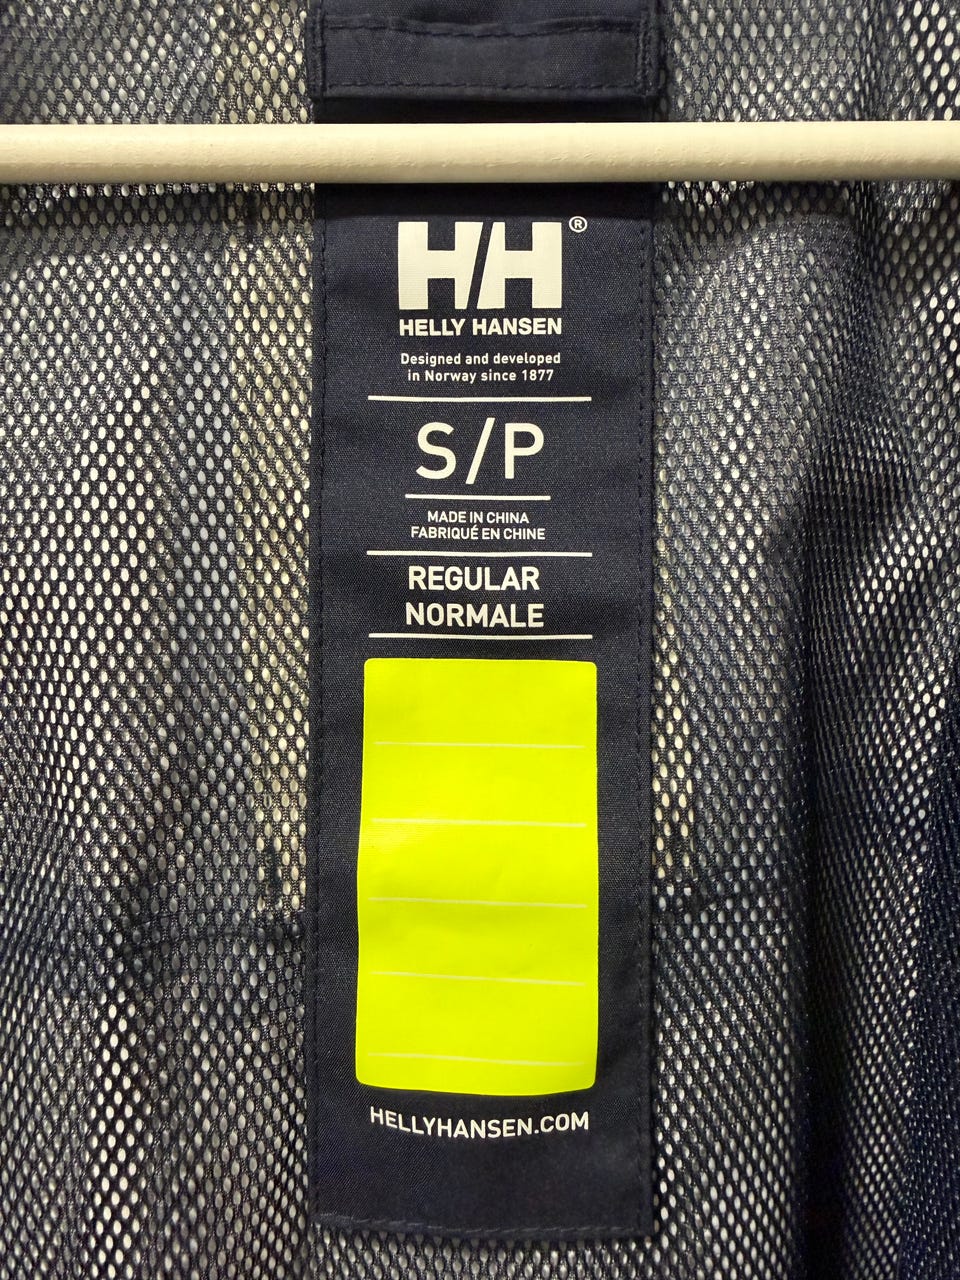 HH®
HELLY HANSEN
Designed and developed
in Norway since 1877
S/P
MADE IN CHINA
FABRIQUÉ EN CHINE
REGULAR
NORMALE
HELLYHANSEN.COM